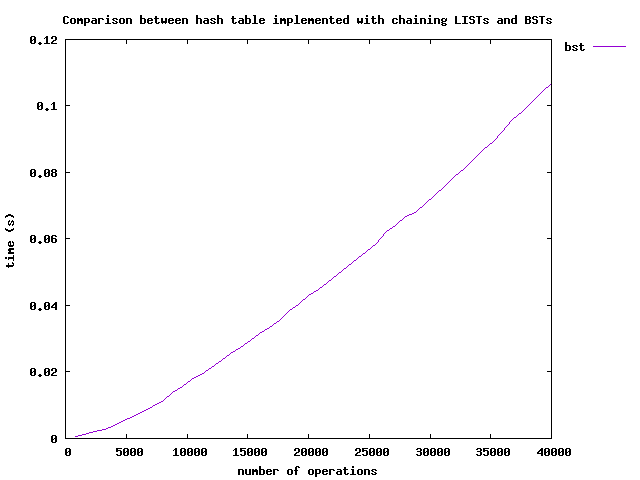 Comparison between hash table implemented with chaining LISTs and BSTs
bst
0.12
0.1
0.08
0.06
0.04
0.02
0
time (s)
0 5000 10000 15000 20000 25000 30000 35000 40000
number of operations